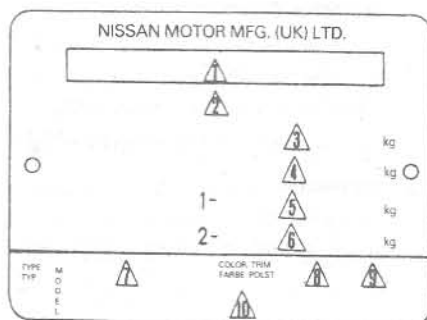 NISSAN MOTOR MFG. (UK) LTD.
1
2
3 kg
4 kg
1- 5 kg
2- 6 kg
TYPE MODEL 7 COLOR, TRIM 8 9
TYP FARBE POLST
10